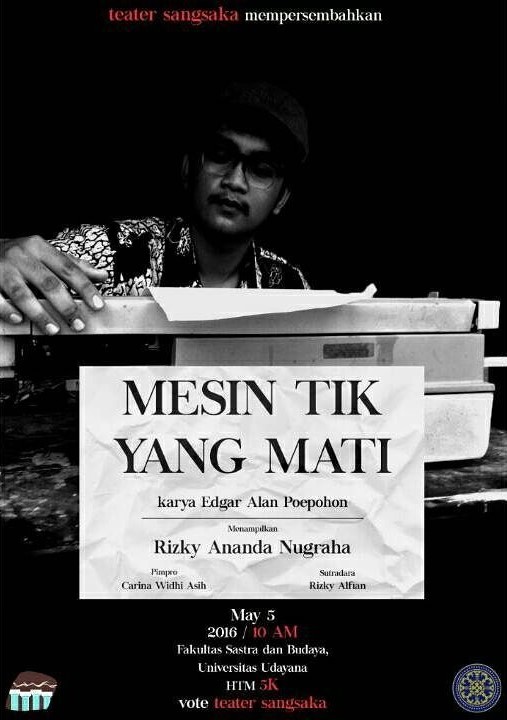 teater sangsaka mempersembahkan
MESIN TIK
YANG MATI
karya Edgar Alan Poepohon
Menampilkan
Rizky Ananda Nugraha
Pimpro
Carina Widhi Asih
Sutradara
Rizky Alfian
May 5
2016 / 10 AM
Fakultas Sastra dan Budaya,
Universitas Udayana
HTM 5K
vote teater sangsaka